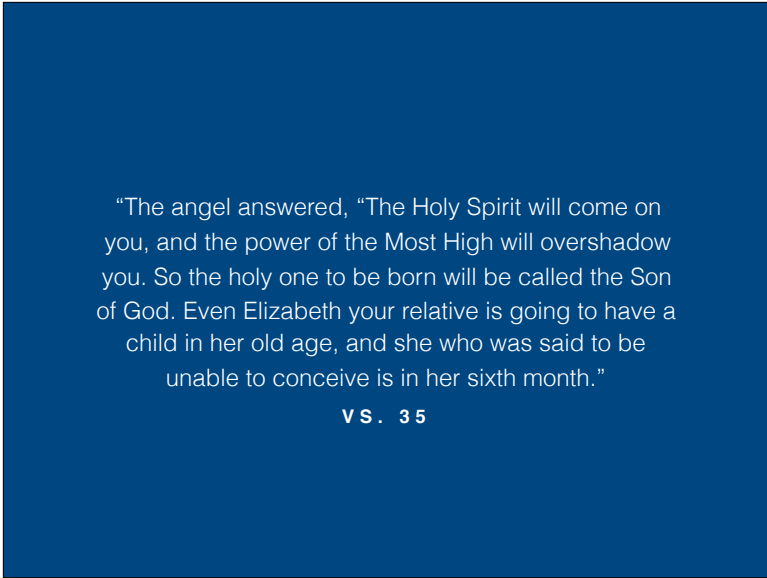 “The angel answered, “The Holy Spirit will come on
you, and the power of the Most High will overshadow
you. So the holy one to be born will be called the Son
of God. Even Elizabeth your relative is going to have a
child in her old age, and she who was said to be
unable to conceive is in her sixth month.”
VS. 35